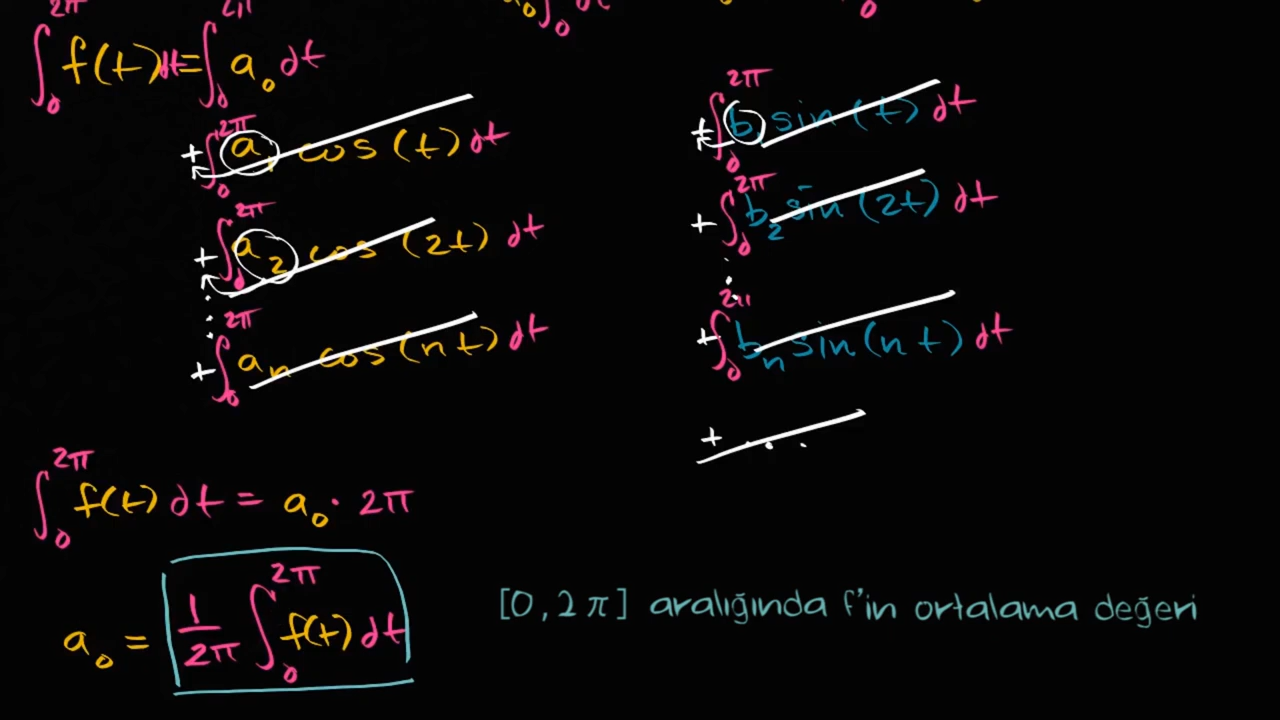 ∫₀^2π f(t)dt = ∫₀^2π a₀ dt
+ ∫₀^2π a₁ cos(t) dt
+ ∫₀^2π a₂ cos(2t) dt
⋮
+ ∫₀^2π aₙ cos(nt) dt
+ ∫₀^2π b₁ sin(t) dt
+ ∫₀^2π b₂ sin(2t) dt
⋮
+ ∫₀^2π bₙ sin(nt) dt
+ ...
∫₀^2π f(t) dt = a₀ · 2π
a₀ = 1/2π ∫₀^2π f(t) dt
[0, 2π] aralığında f'in ortalama değeri